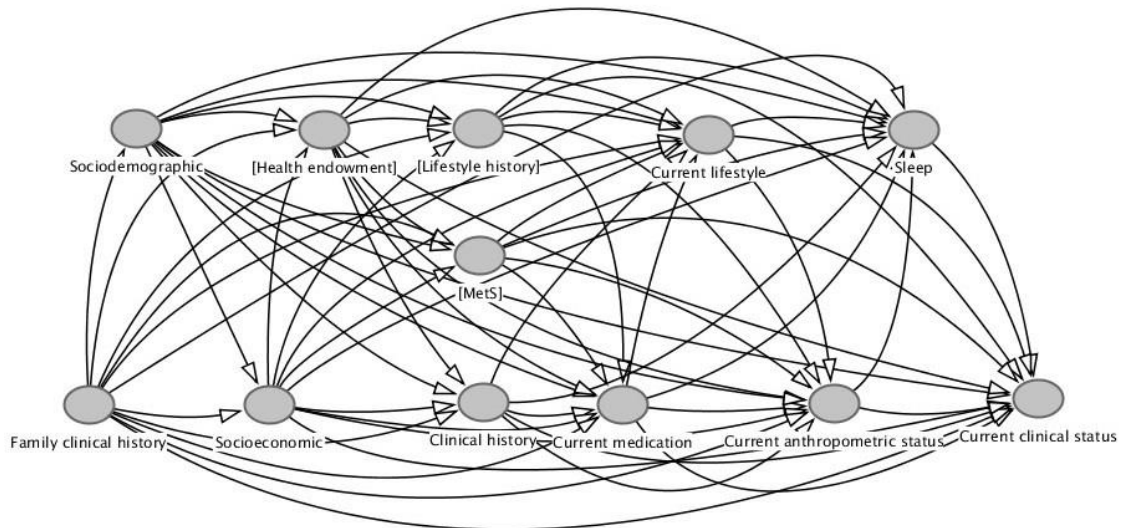 Sociodemographic
[Health endowment]
[Lifestyle history]
Current lifestyle
Sleep
[MetS]
Family clinical history
Socioeconomic
Clinical history
Current medication
Current anthropometric status
Current clinical status